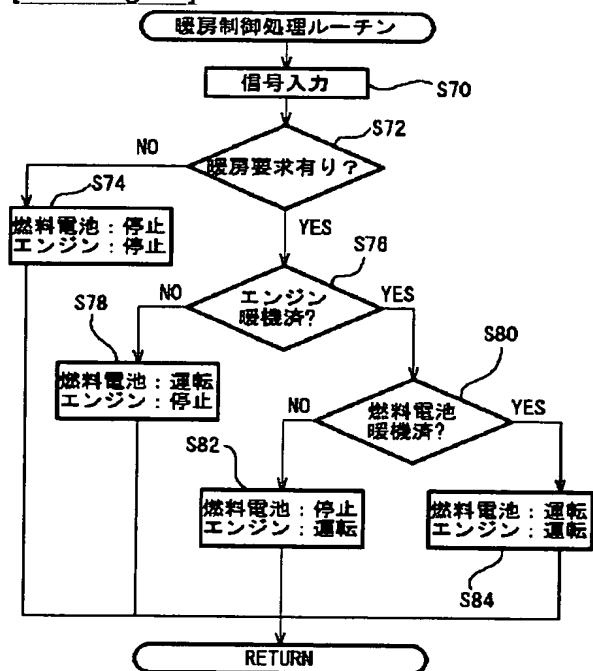 暖房制御処理ルーチン
信号入力
S70
S72
暖房要求有り？
NO
S74
燃料電池：停止
エンジン：停止
YES
S76
エンジン
暖機済?
NO
YES
S78
燃料電池：運転
エンジン：停止
S80
燃料電池
暖機済?
NO
YES
S82
燃料電池：停止
エンジン：運転
燃料電池：運転
エンジン：運転
S84
RETURN